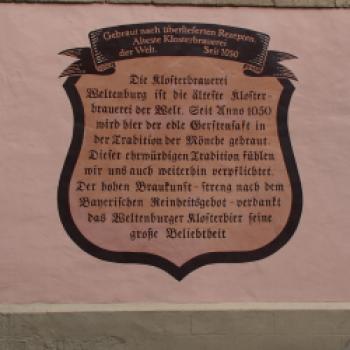 Gebraut nach überlieferten Rezepten.
Älteste Klosterbrauerei
der Welt. Seit 1050
Die Klosterbrauerei
Weltenburg ist die älteste Kloster-
brauerei der Welt. Seit Anno 1050
wird hier der edle Gerstensaft in
der Tradition der Mönche gebraut.
Dieser ehrwürdigen Tradition fühlen
wir uns auch weiterhin verpflichtet.
Der hohen Braukunst-streng nach dem
Bayerischen Reinheitsgebot-verdankt
das Weltenburger Klosterbier seine
große Beliebtheit